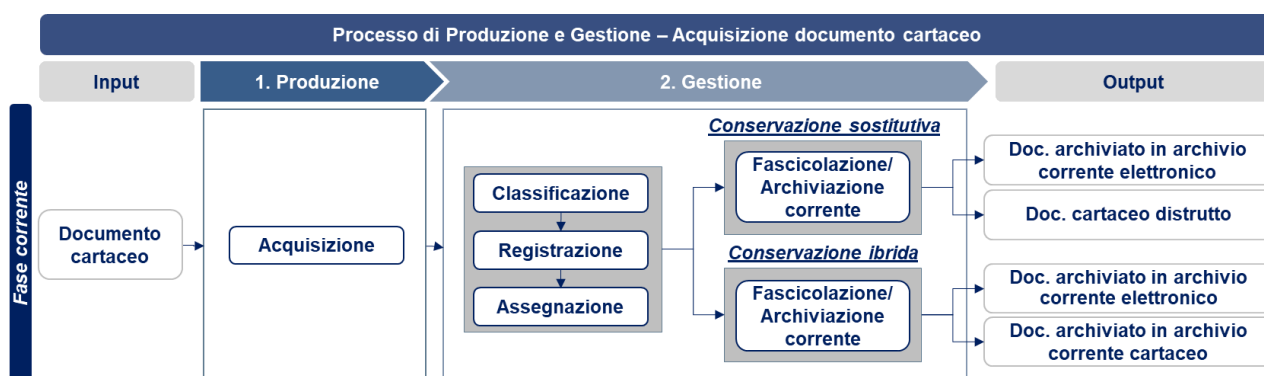 Processo di Produzione e Gestione – Acquisizione documento cartaceo
Input
1. Produzione
2. Gestione
Output
Fase corrente
Documento
cartaceo
Acquisizione
Classificazione
Registrazione
Assegnazione
Conservazione sostitutiva
Fascicolazione/
Archiviazione
corrente
Conservazione ibrida
Fascicolazione/
Archiviazione
corrente
Doc. archiviato in archivio
corrente elettronico
Doc. cartaceo distrutto
Doc. archiviato in archivio
corrente elettronico
Doc. archiviato in archivio
corrente cartaceo